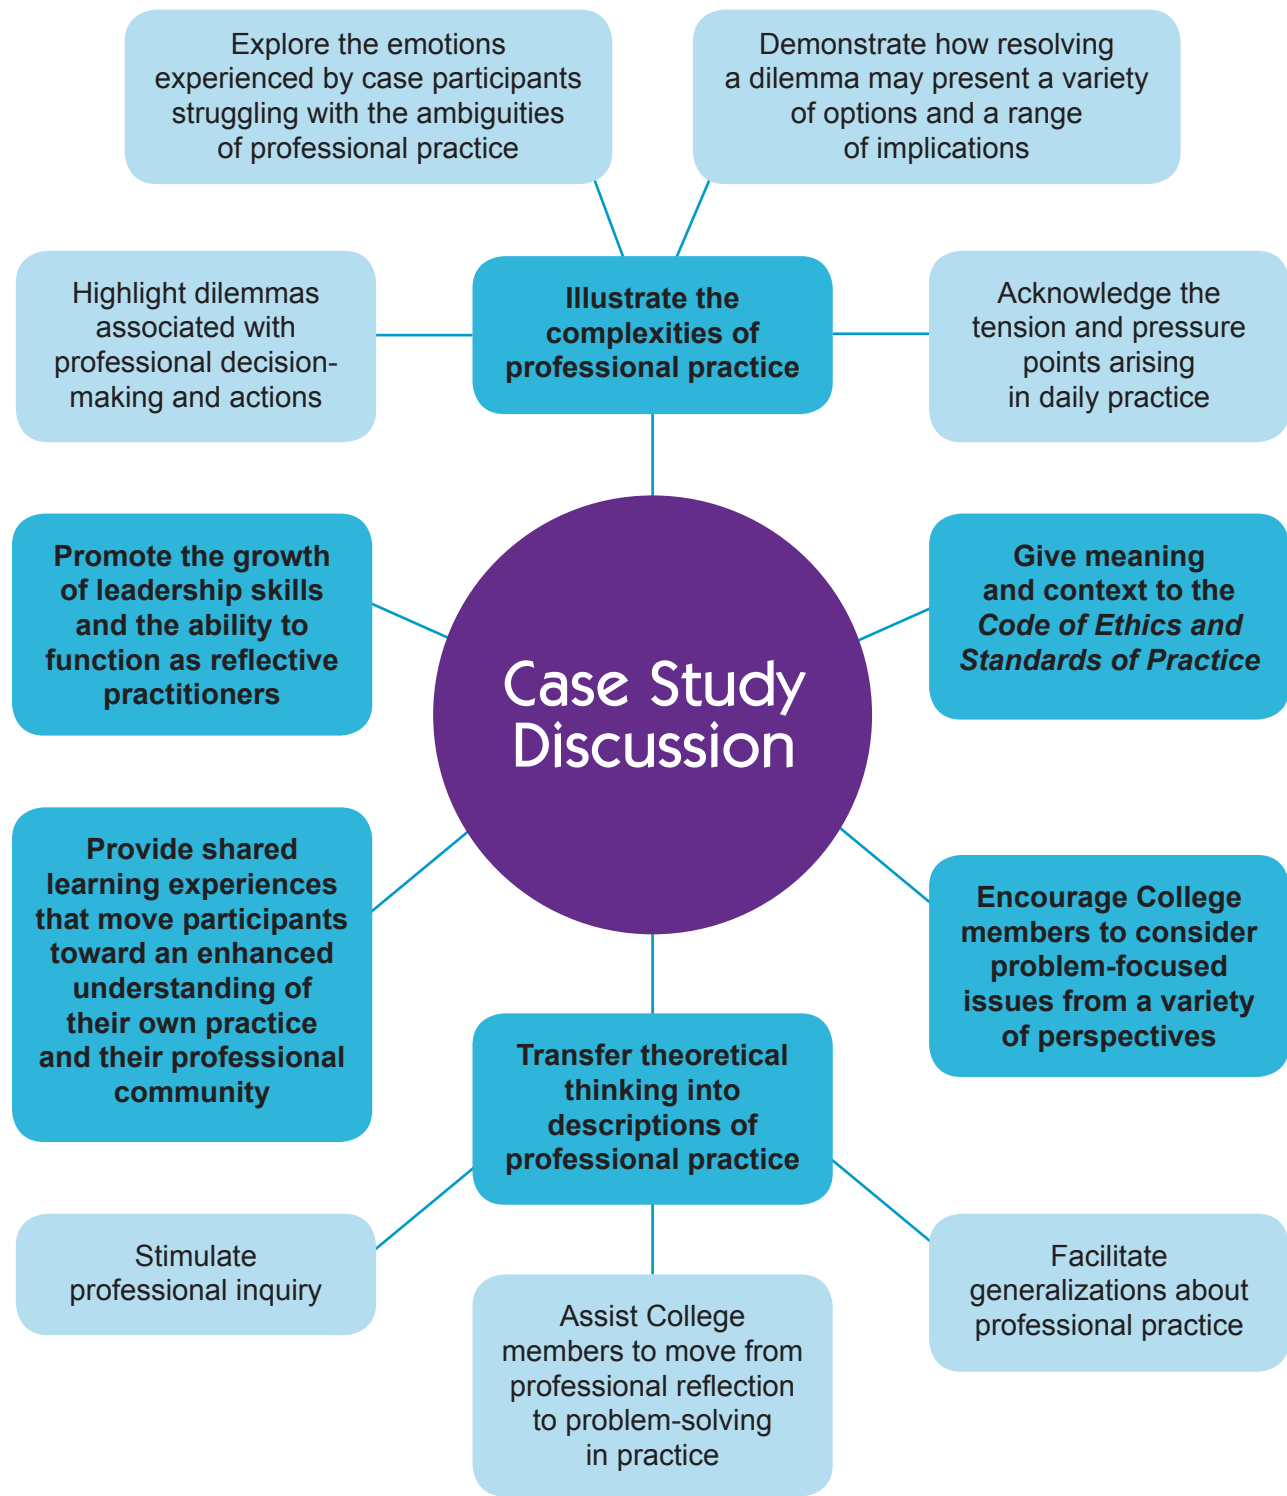 Explore the emotions
experienced by case participants
struggling with the ambiguities
of professional practice
Demonstrate how resolving
a dilemma may present a variety
of options and a range
of implications
Highlight dilemmas
associated with
professional decision-
making and actions
Illustrate the
complexities of
professional practice
Acknowledge the
tension and pressure
points arising
in daily practice
Promote the growth
of leadership skills
and the ability to
function as reflective
practitioners
Give meaning
and context to the
Code of Ethics and
Standards of Practice
Case Study
Discussion
Provide shared
learning experiences
that move participants
toward an enhanced
understanding of
their own practice
and their professional
community
Encourage College
members to consider
problem-focused
issues from a variety
of perspectives
Transfer theoretical
thinking into
descriptions of
professional practice
Stimulate
professional inquiry
Assist College
members to move from
professional reflection
to problem-solving
in practice
Facilitate
generalizations about
professional practice